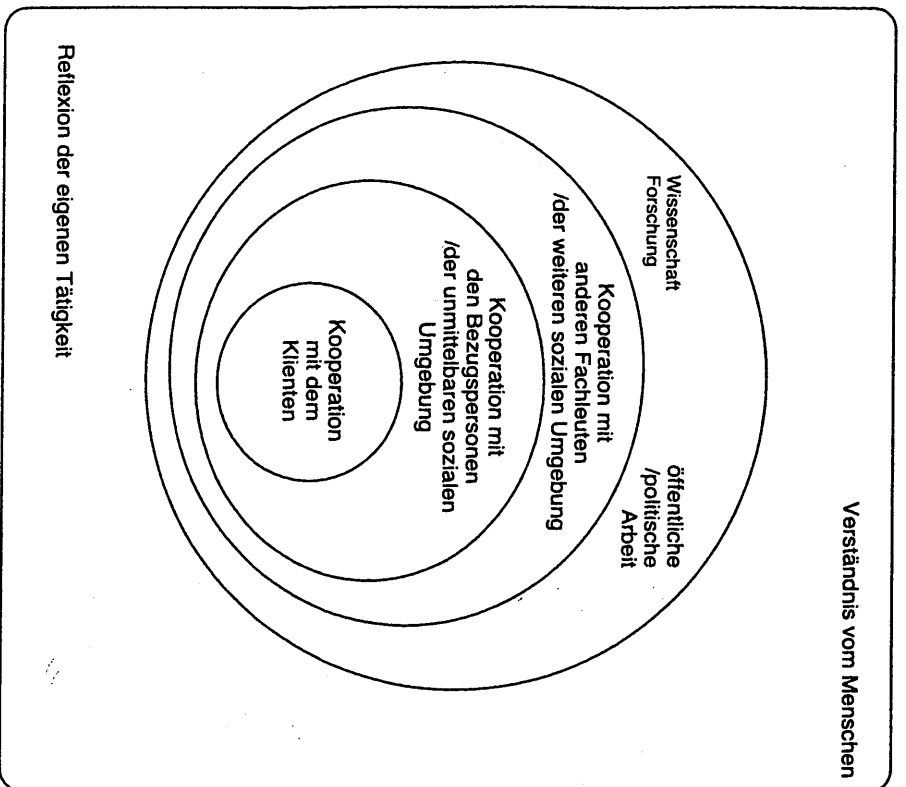 Verständnis vom Menschen
Wissenschaft
Forschung
öffentliche
/politische
Arbeit
Kooperation mit
anderen Fachleuten
/der weiteren sozialen Umgebung
Kooperation mit
den Bezugspersonen
/der unmittelbaren sozialen
Umgebung
Kooperation
mit dem
Klienten
Reflexion der eigenen Tätigkeit